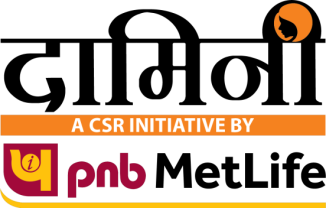 दामिनी
A CSR INITIATIVE BY
pnb MetLife